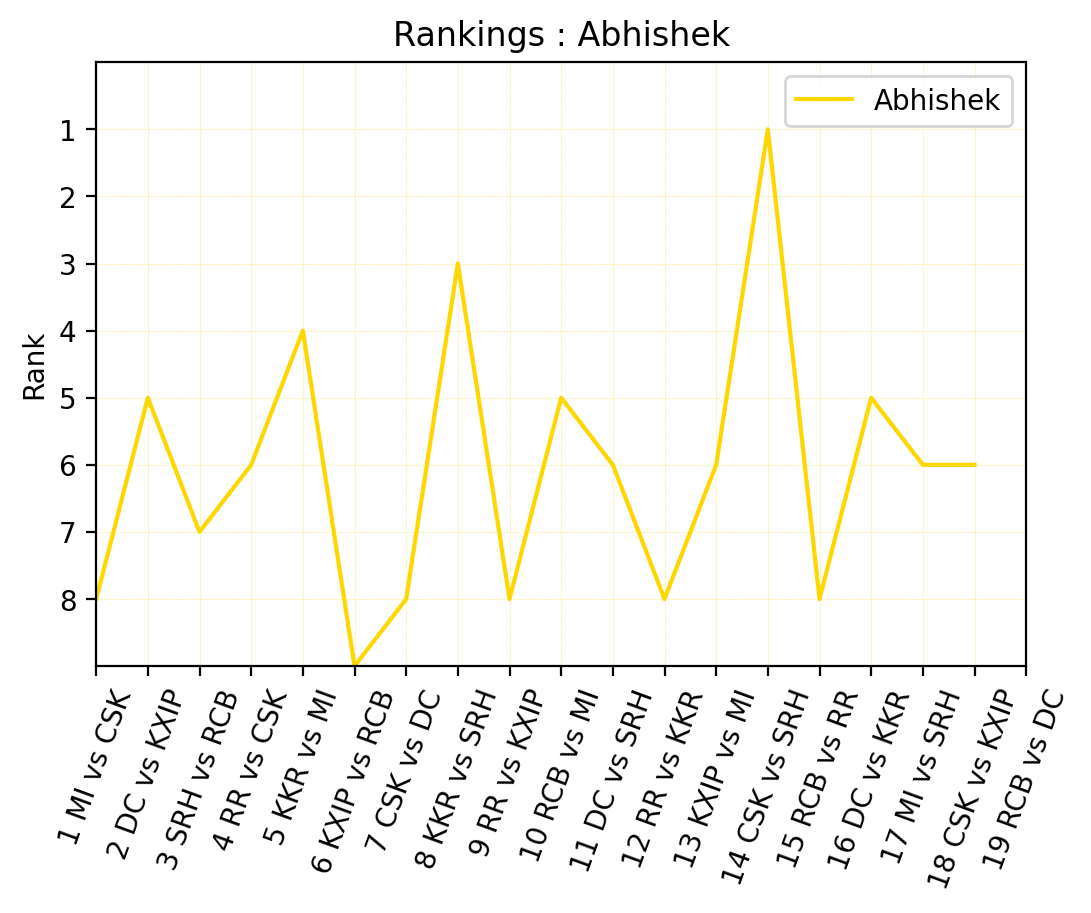 Rankings : Abhishek
Abhishek
Rank
1
2
3
4
5
6
7
8
1 MI vs CSK
2 DC vs KXIP
3 SRH vs RCB
4 RR vs CSK
5 KKR vs MI
6 KXIP vs RCB
7 CSK vs DC
8 KKR vs SRH
9 RR vs KXIP
10 RCB vs MI
11 DC vs SRH
12 RR vs KKR
13 KXIP vs MI
14 CSK vs SRH
15 RCB vs RR
16 DC vs KKR
17 MI vs SRH
18 CSK vs KXIP
19 RCB vs DC